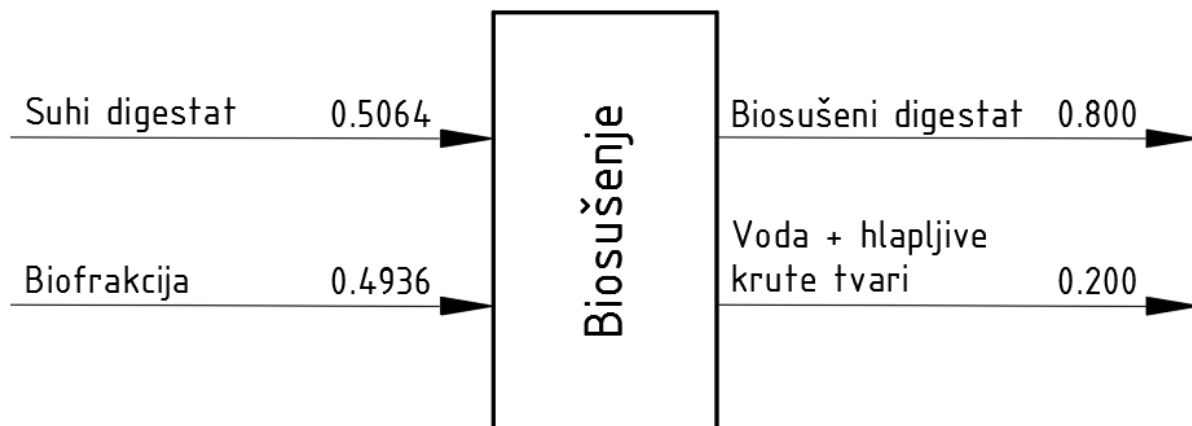 Suhi digestat 0.5064
Biofrakcija 0.4936
Biosušenje
Biosušeni digestat 0.800
Voda + hlapljive
krute tvari 0.200